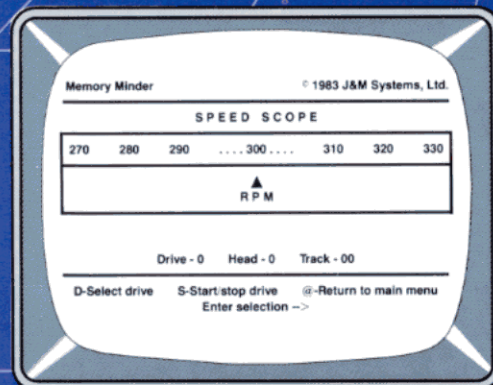 Memory Minder © 1983 J&M Systems, Ltd.
SPEED SCOPE
270 280 290 ....300.... 310 320 330
▲
RPM
Drive - 0 Head - 0 Track - 00
D-Select drive S-Start/stop drive @-Return to main menu
Enter selection -->